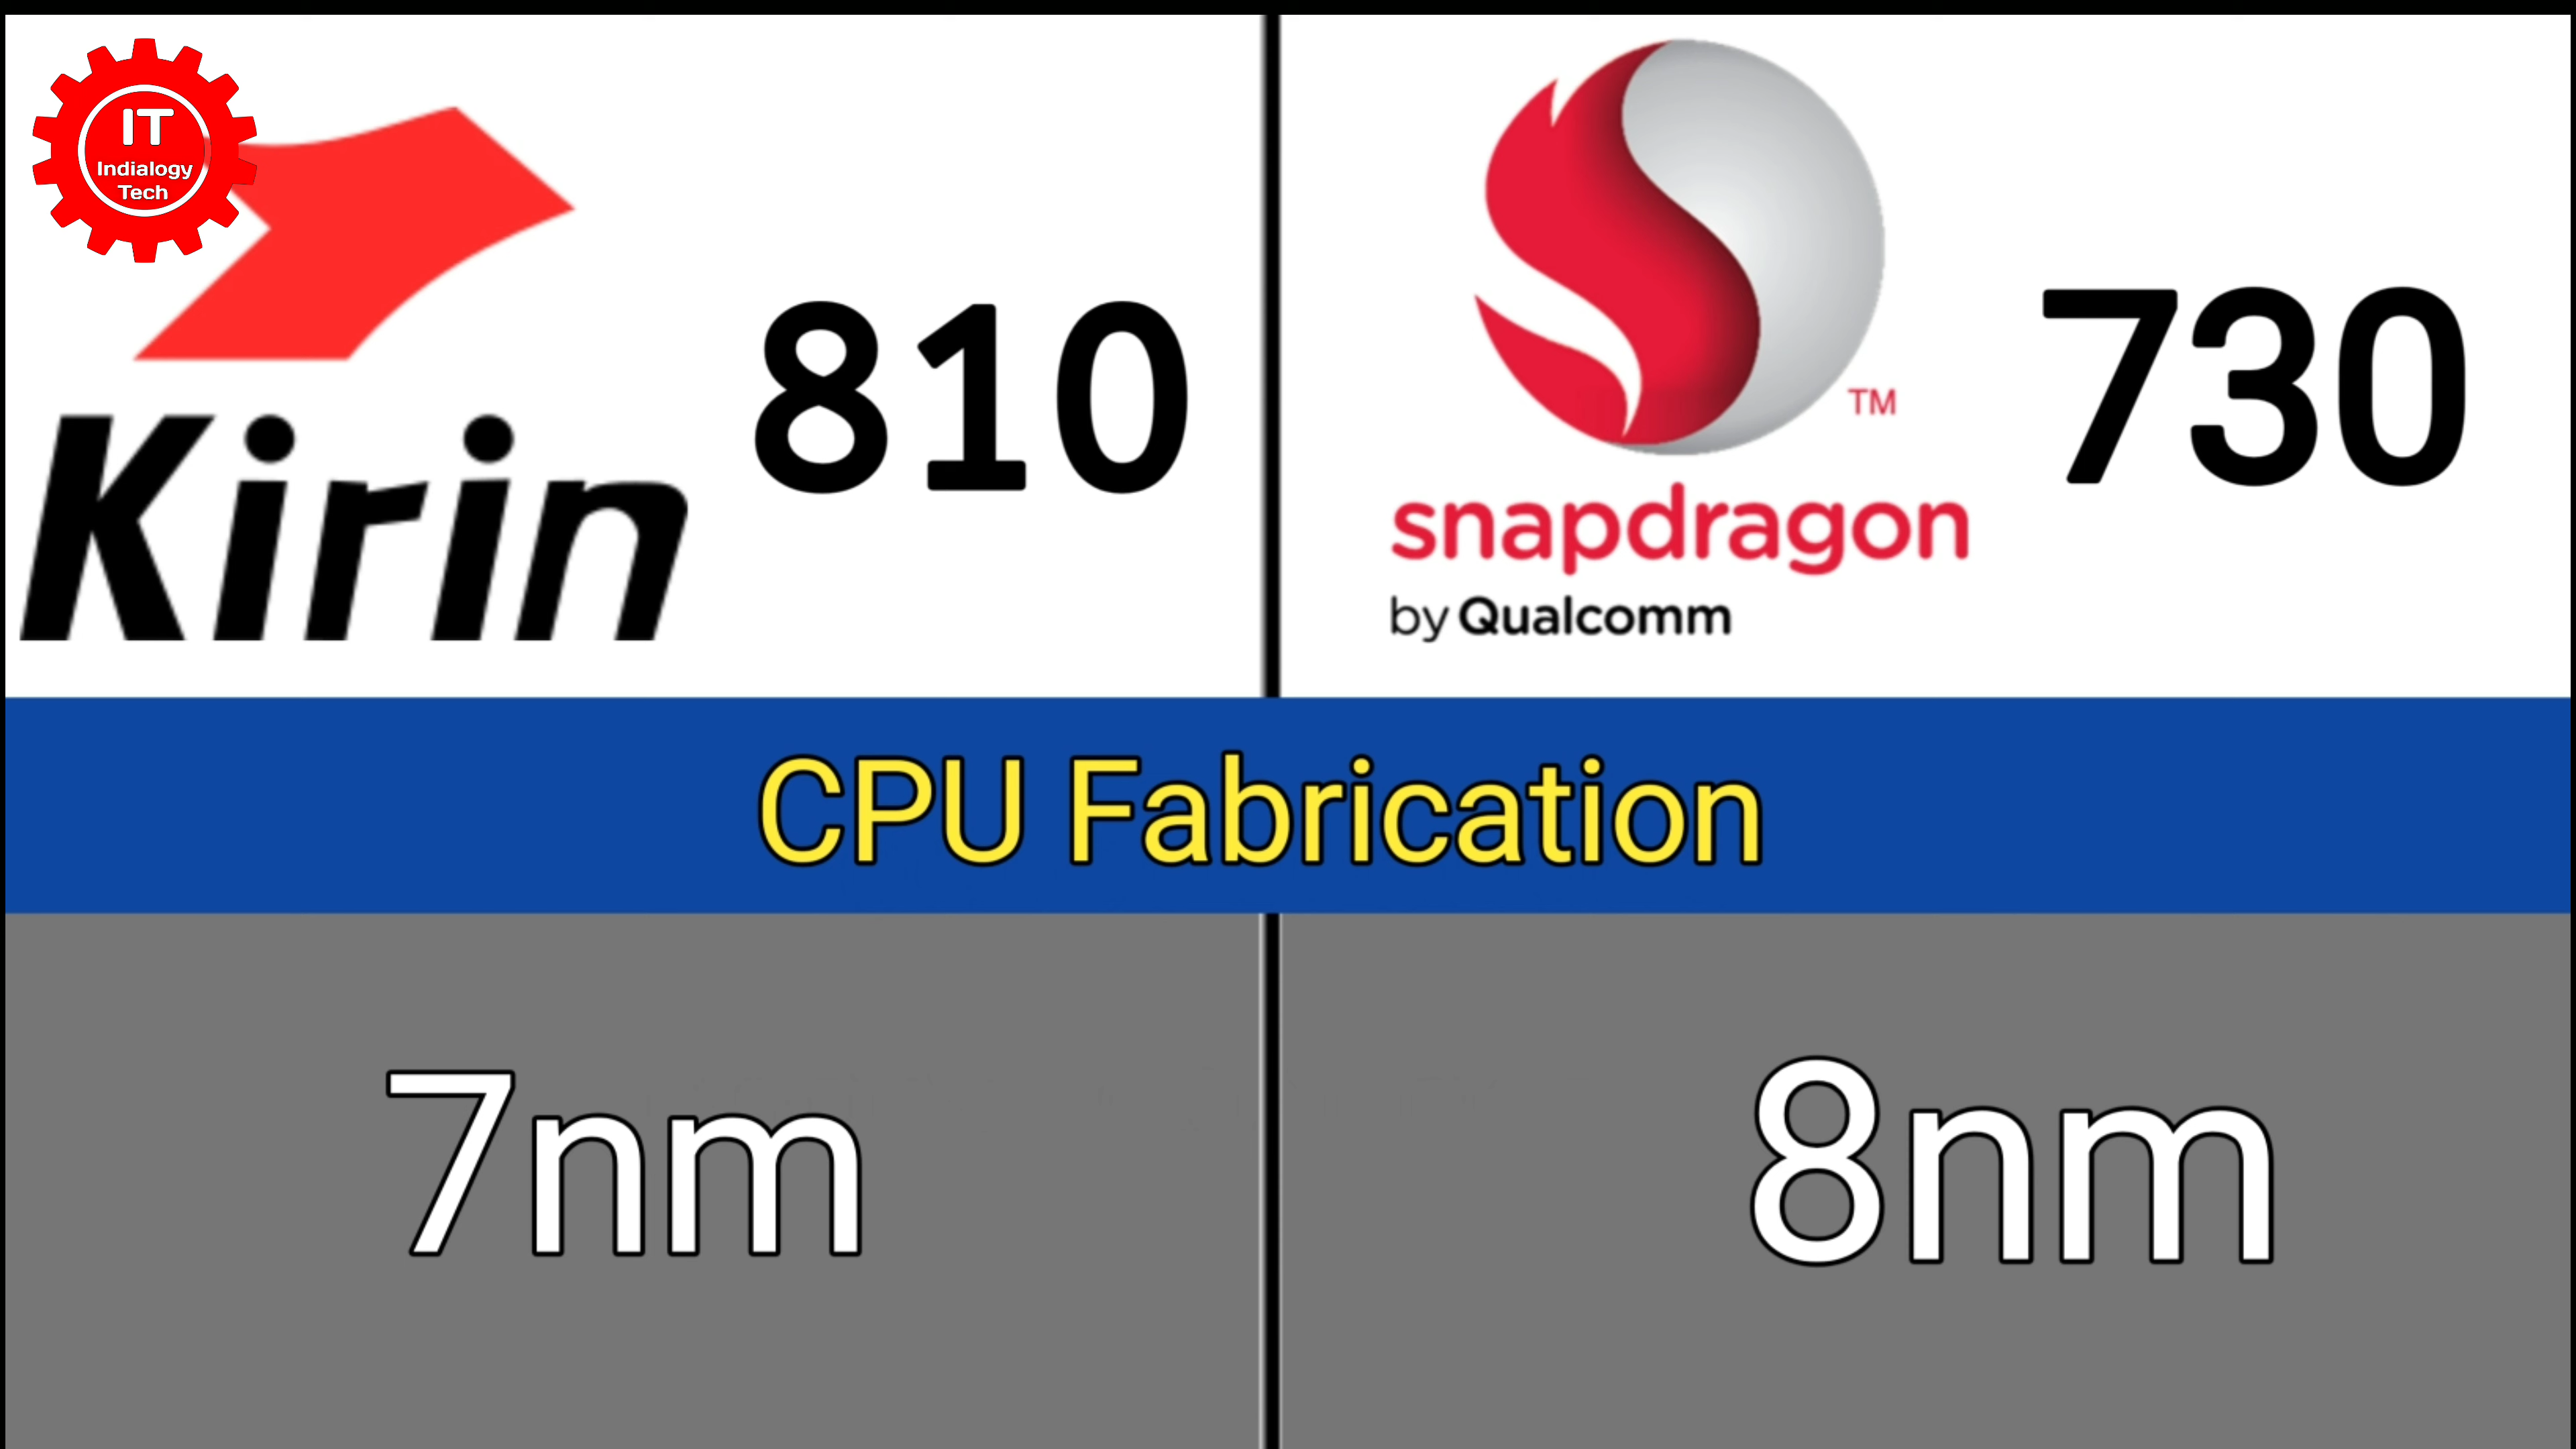 IT
Indialogy
Tech
Kirin
810
TM
snapdragon
by Qualcomm
730
CPU Fabrication
7nm
8nm